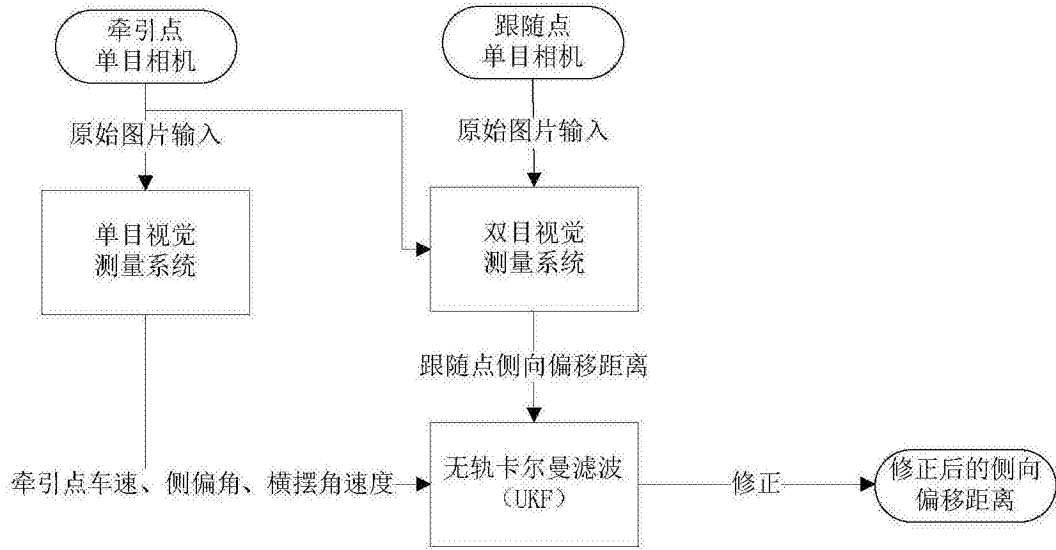 牵引点
单目相机
跟随点
单目相机
原始图片输入
原始图片输入
单目视觉
测量系统
双目视觉
测量系统
跟随点侧向偏移距离
牵引点车速、侧偏角、横摆角速度
无轨卡尔曼滤波
(UKF)
修正
修正后的侧向
偏移距离